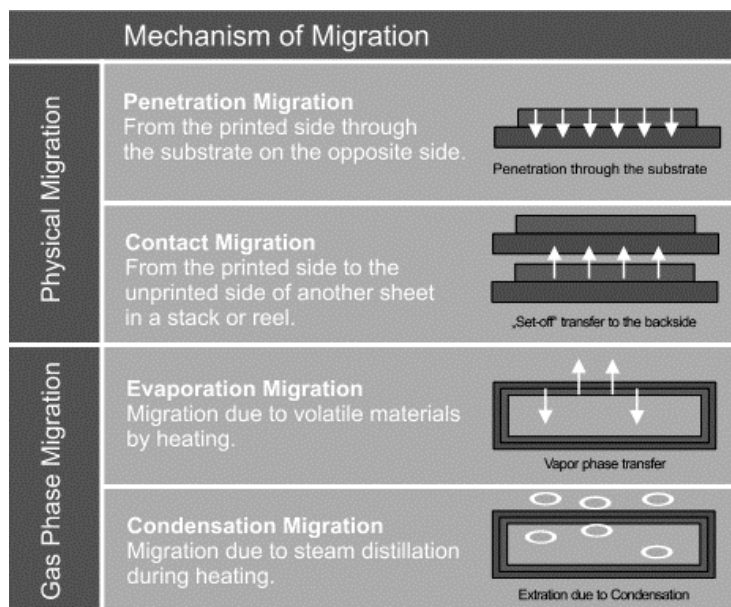 Mechanism of Migration
Physical Migration
Penetration Migration
From the printed side through
the substrate on the opposite side.
Penetration through the substrate
Contact Migration
From the printed side to the
unprinted side of another sheet
in a stack or reel.
„Set-off“ transfer to the backside
Gas Phase Migration
Evaporation Migration
Migration due to volatile materials
by heating.
Vapor phase transfer
Condensation Migration
Migration due to steam distillation
during heating.
Extration due to Condensation